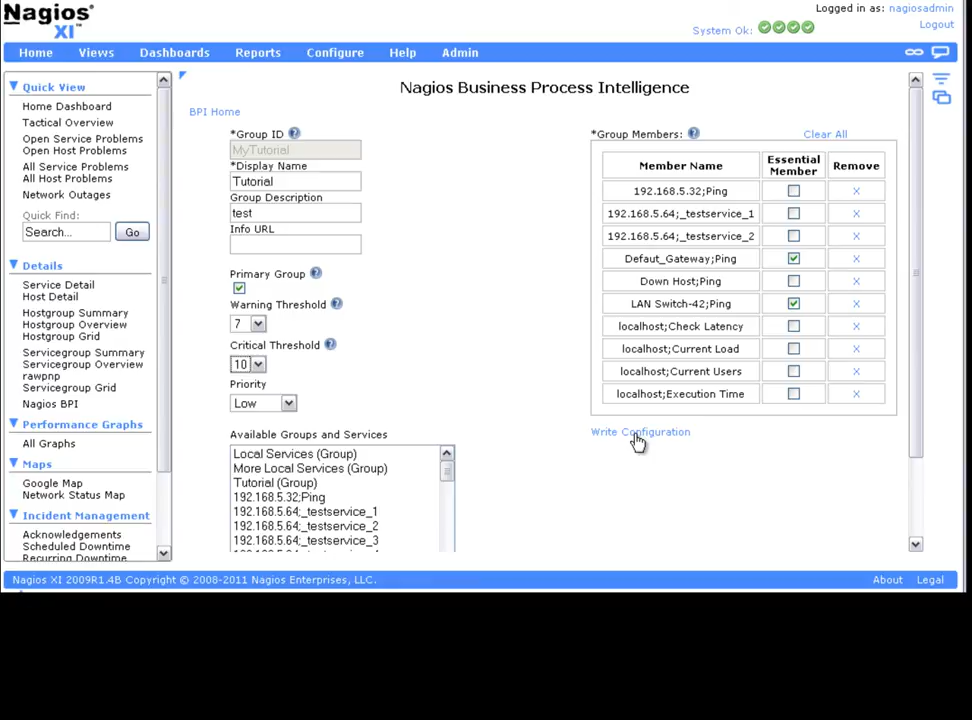 Nagios®
XI™
Logged in as: nagiosadmin
System Ok:
Logout
Home Views Dashboards Reports Configure Help Admin
Quick View
Home Dashboard
Tactical Overview
Open Service Problems
Open Host Problems
All Service Problems
All Host Problems
Network Outages
Quick Find:
Search... Go
Details
Service Detail
Host Detail
Hostgroup Summary
Hostgroup Overview
Hostgroup Grid
Servicegroup Summary
Servicegroup Overview
rawpnp
Servicegroup Grid
Nagios BPI
Performance Graphs
All Graphs
Maps
Google Map
Network Status Map
Incident Management
Acknowledgements
Scheduled Downtime
Recurring Downtime
Nagios Business Process Intelligence
BPI Home
*Group ID ?
MyTutorial
*Display Name
Tutorial
Group Description
test
Info URL
Primary Group ?
Warning Threshold ?
7
Critical Threshold ?
10
Priority
Low
Available Groups and Services
Local Services (Group)
More Local Services (Group)
Tutorial (Group)
192.168.5.32;Ping
192.168.5.64;_testservice_1
192.168.5.64;_testservice_2
192.168.5.64;_testservice_3
*Group Members: ? Clear All
Member Name Essential Member Remove
192.168.5.32;Ping X
192.168.5.64;_testservice_1 X
192.168.5.64;_testservice_2 X
Defaut_Gateway;Ping X
Down Host;Ping X
LAN Switch-42;Ping X
localhost;Check Latency X
localhost;Current Load X
localhost;Current Users X
localhost;Execution Time X
Write Configuration
Nagios XI 2009R1.4B Copyright © 2008-2011 Nagios Enterprises, LLC.
About Legal